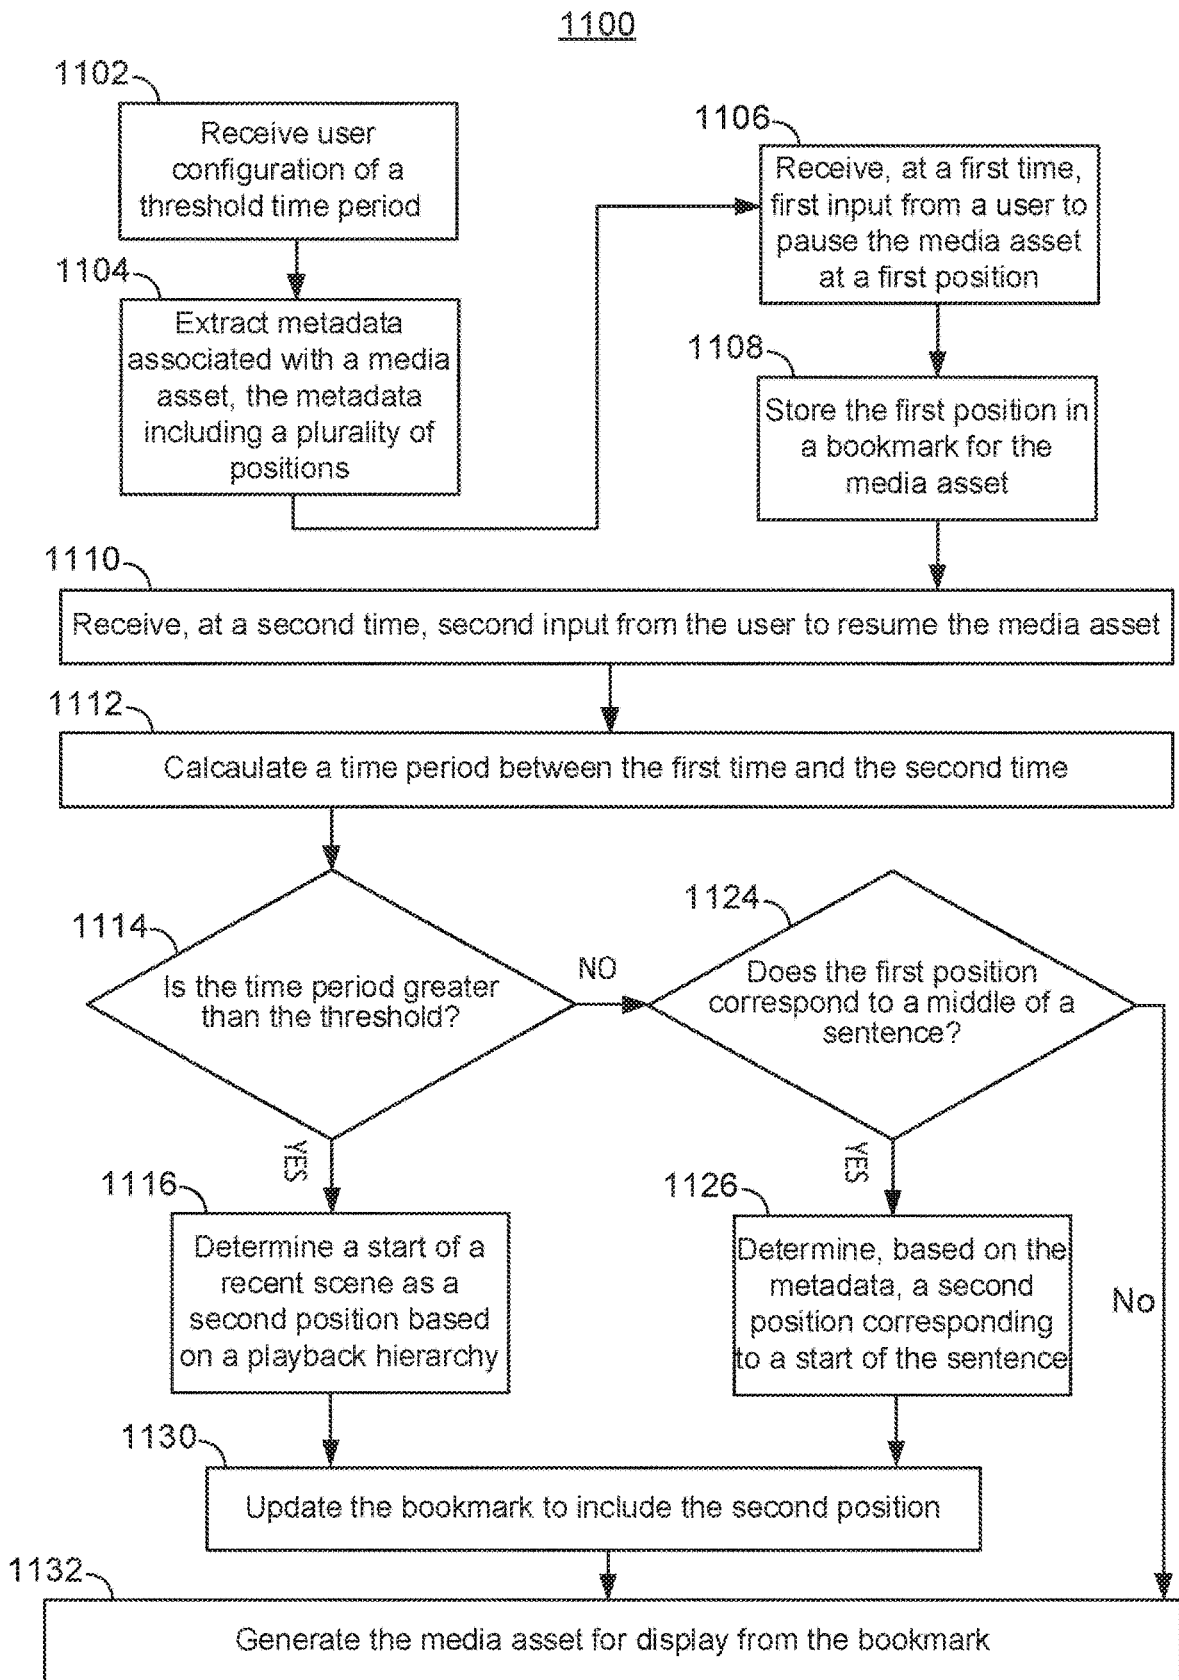 1100
1102
Receive user
configuration of a
threshold time period
1104
Extract metadata
associated with a media
asset, the metadata
including a plurality of
positions
1106
Receive, at a first time,
first input from a user to
pause the media asset
at a first position
1108
Store the first position in
a bookmark for the
media asset
1110
Receive, at a second time, second input from the user to resume the media asset
1112
Calcaulate a time period between the first time and the second time
1114
Is the time period greater
than the threshold?
NO
YES
1124
Does the first position
correspond to a middle of a
sentence?
YES
No
1116
Determine a start of a
recent scene as a
second position based
on a playback hierarchy
1126
Determine, based on the
metadata, a second
position corresponding
to a start of the sentence
1130
Update the bookmark to include the second position
1132
Generate the media asset for display from the bookmark